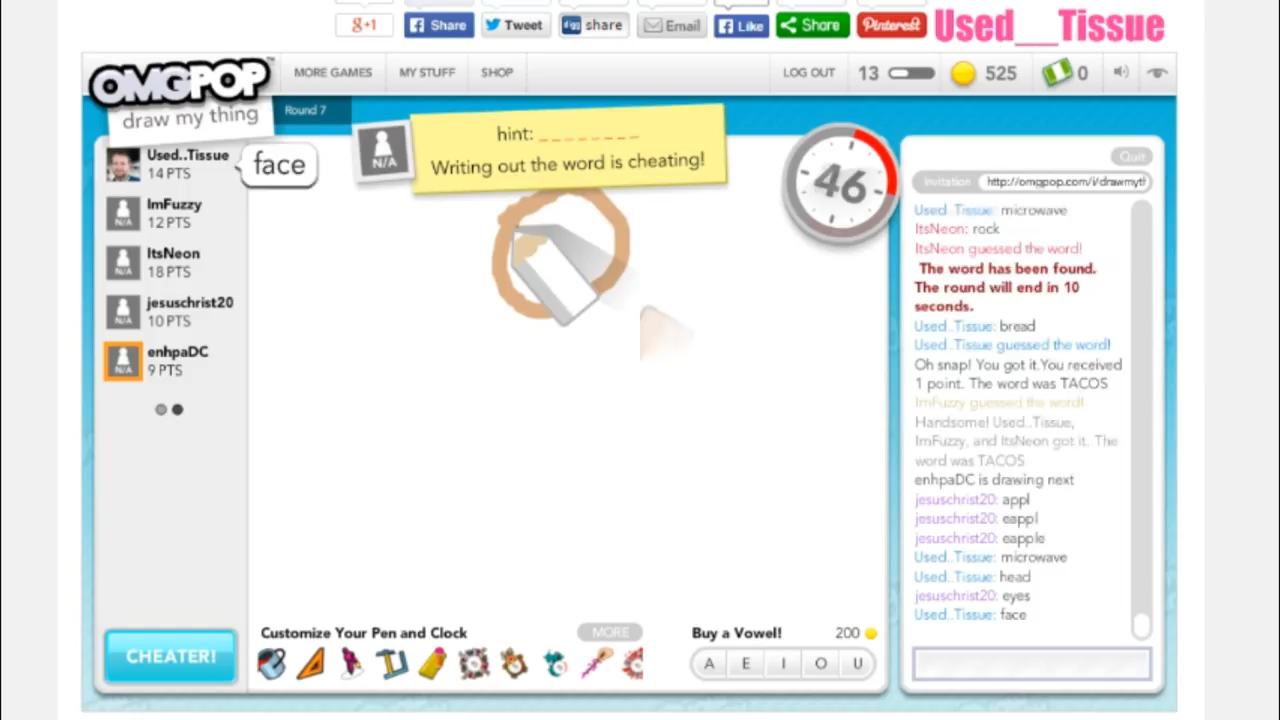 g+1
Share
Tweet
digg share
Email
Like
Share
Pinterest
Used__Tissue
OMGPOP
draw my thing
MORE GAMES
MY STUFF
SHOP
LOG OUT
13
525
0
Round 7
Used..Tissue
14 PTS
face
N/A
ImFuzzy
12 PTS
N/A
ItsNeon
18 PTS
N/A
jesuschrist20
10 PTS
N/A
enhpaDC
9 PTS
N/A
hint: _ _ _ _ _ _ _ _
Writing out the word is cheating!
46
Quit
Invitation http://omgpop.com/i/drawmyth
Used..Tissue: microwave
ItsNeon: rock
ItsNeon guessed the word!
The word has been found.
The round will end in 10
seconds.
Used..Tissue: bread
Used..Tissue guessed the word!
Oh snap! You got it.You received
1 point. The word was TACOS
ImFuzzy guessed the word!
Handsome! Used..Tissue,
ImFuzzy, and ItsNeon got it. The
word was TACOS
enhpaDC is drawing next
jesuschrist20: appl
jesuschrist20: eappl
jesuschrist20: eapple
Used..Tissue: microwave
Used..Tissue: head
jesuschrist20: eyes
Used..Tissue: face
CHEATER!
Customize Your Pen and Clock
MORE
Buy a Vowel!
200
A E I O U